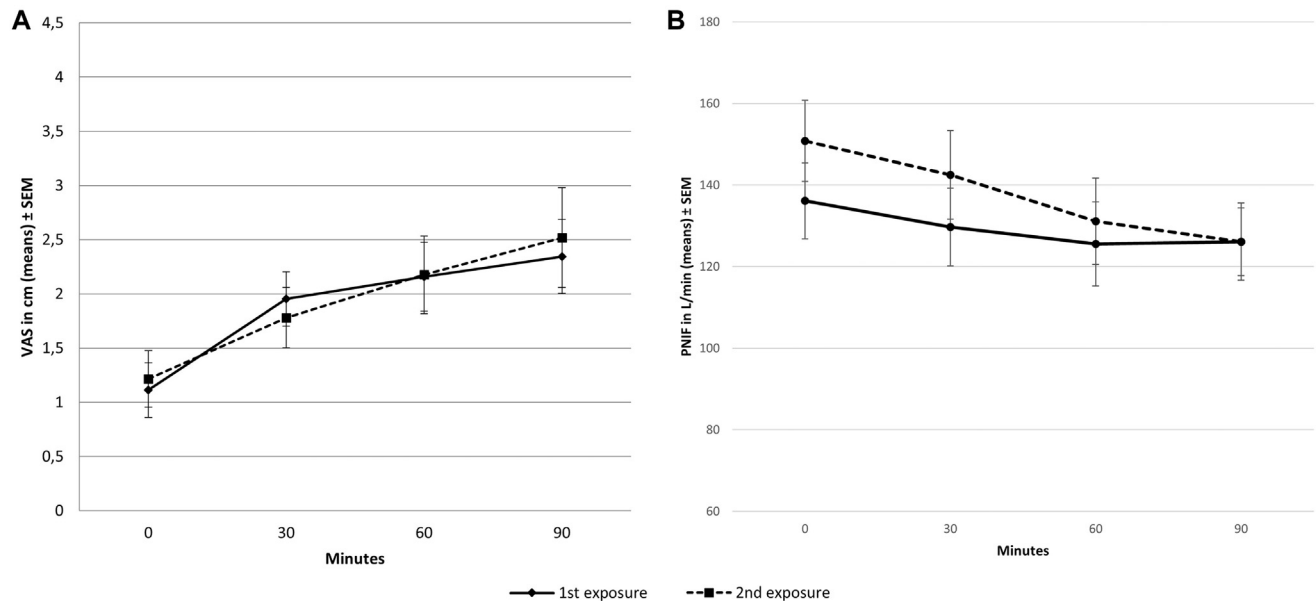 A
VAS in cm (means) ± SEM
4,5
4
3,5
3
2,5
2
1,5
1
0,5
0
0 30 60 90
Minutes
B
PNIF in L/min (means) ± SEM
180
160
140
120
100
80
60
0 30 60 90
Minutes
1st exposure 2nd exposure